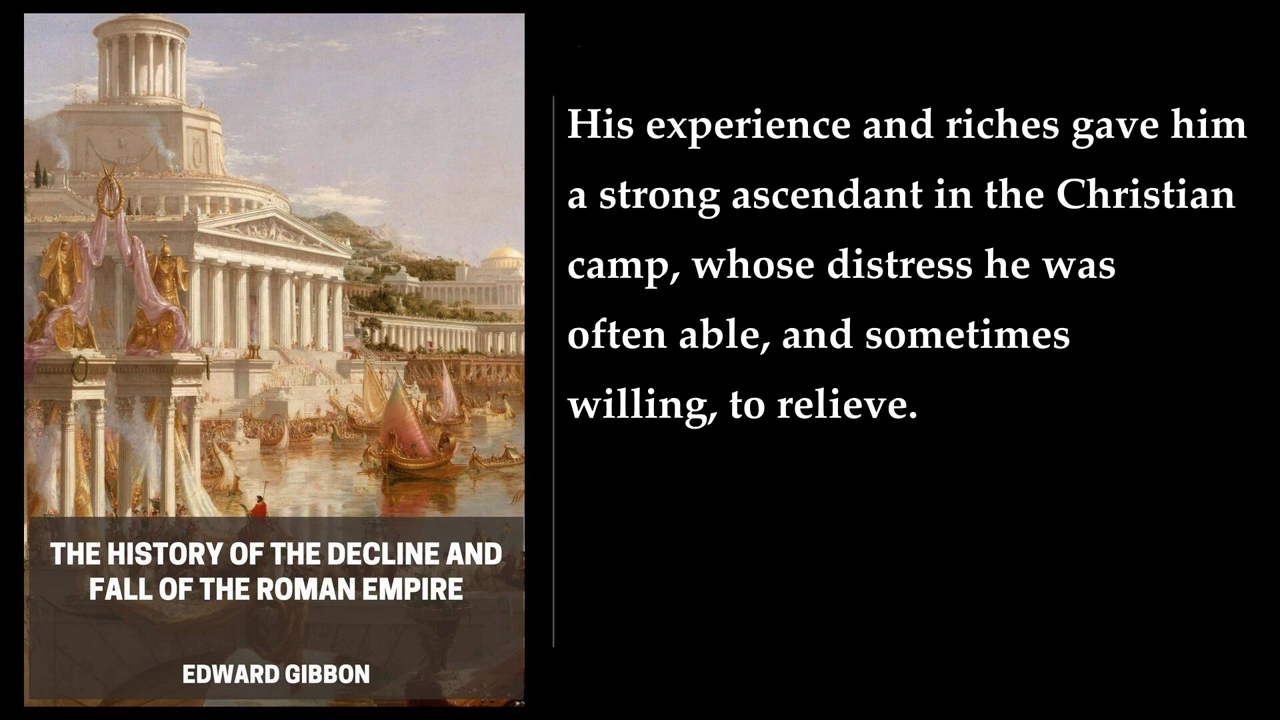 THE HISTORY OF THE DECLINE AND
FALL OF THE ROMAN EMPIRE
EDWARD GIBBON
His experience and riches gave him
a strong ascendant in the Christian
camp, whose distress he was
often able, and sometimes
willing, to relieve.